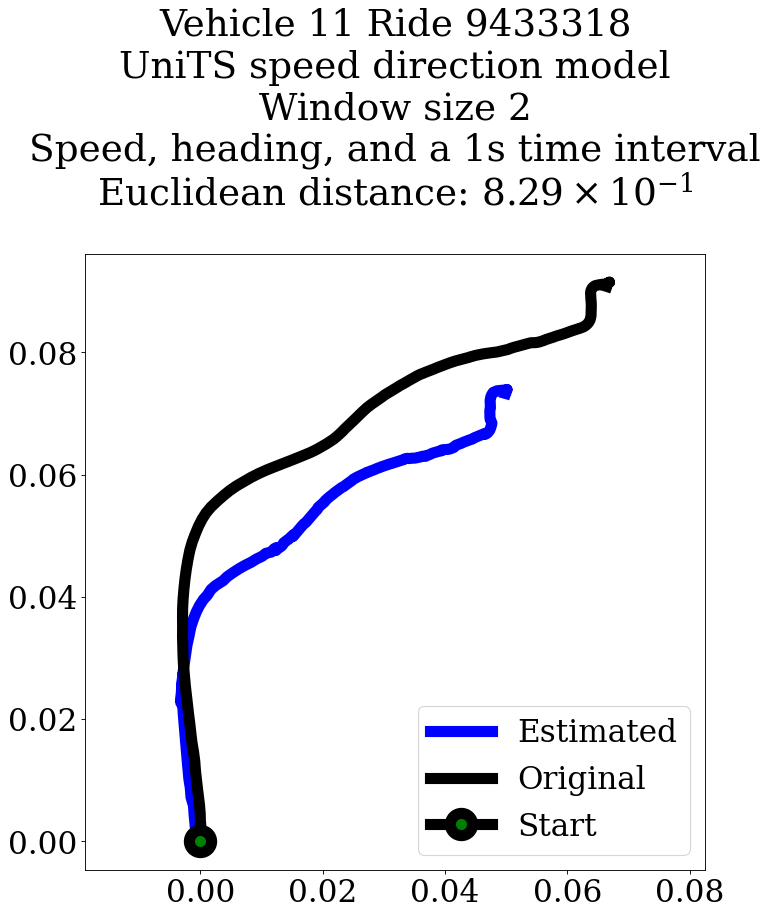 Vehicle 11 Ride 9433318
UniTS speed direction model
Window size 2
Speed, heading, and a 1s time interval
Euclidean distance: 8.29 × 10⁻¹
0.08
0.06
0.04
0.02
0.00
Estimated
Original
Start
0.00 0.02 0.04 0.06 0.08